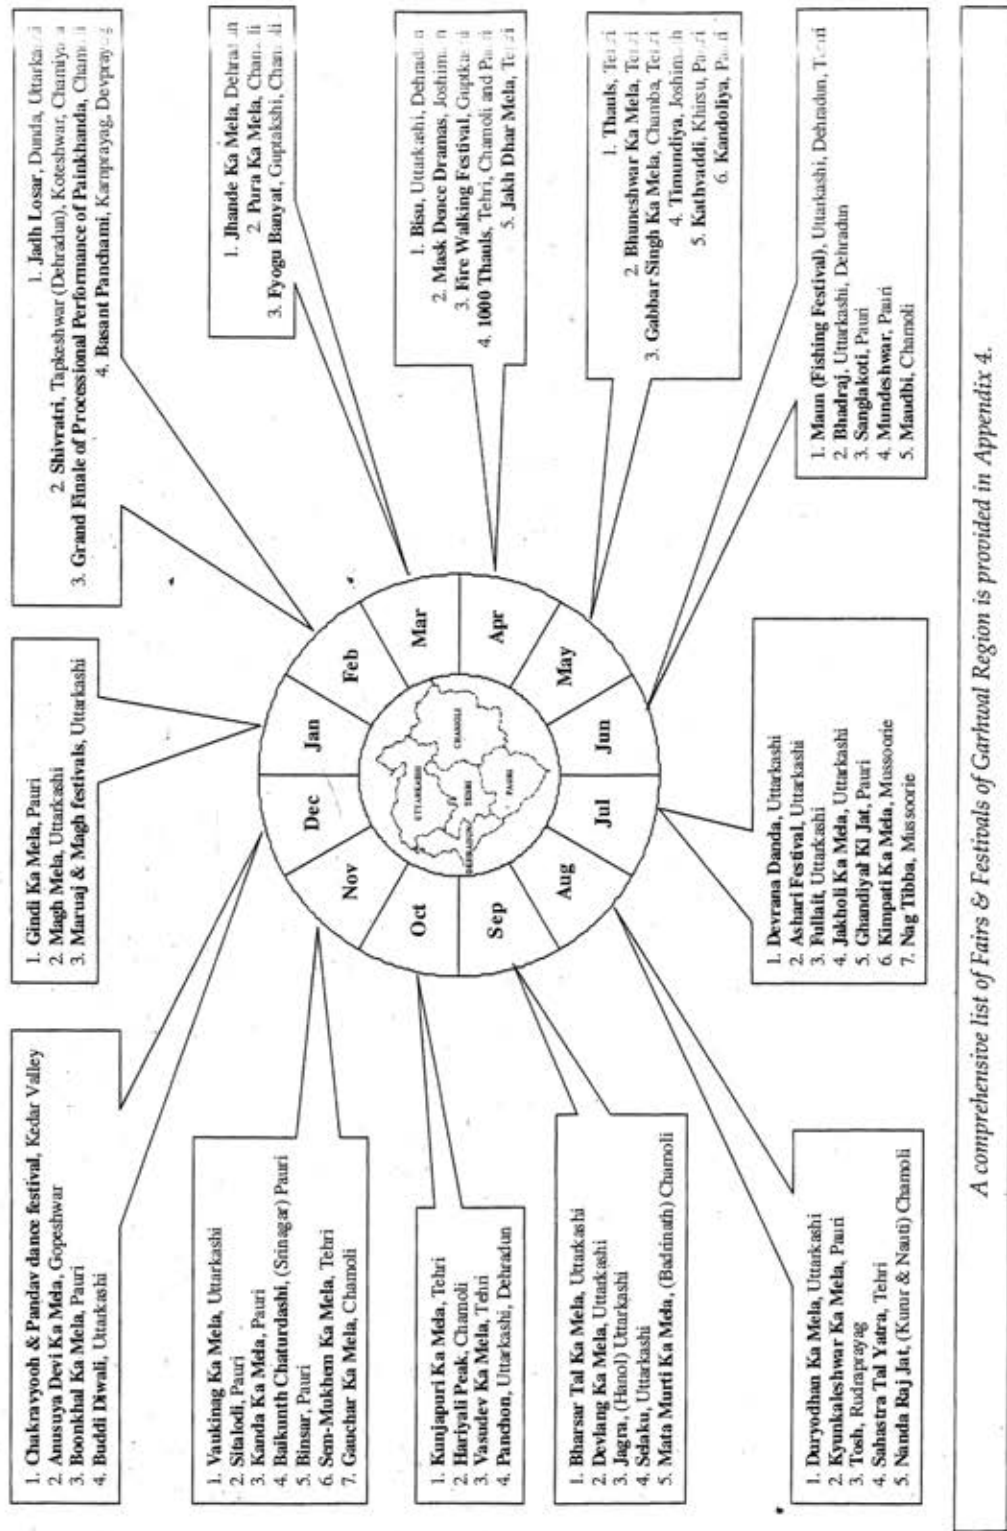 1. Chakravyooh & Pandav dance festival, Kedar Valley
2. Anusuya Devi Ka Mela, Gopeshwar
3. Boonkhal Ka Mela, Pauri
4. Buddi Diwali, Uttarkashi
1. Gindi Ka Mela, Pauri
2. Magh Mela, Uttarkashi
3. Maruaj & Magh festivals, Uttarkashi
1. Jadh Losar, Dunda, Uttarkashi
2. Shivratri, Tapkeshwar (Dehradun), Koteshwar, Chamiyala
3. Grand Finale of Processional Performance of Painkhanda, Chamoli
4. Basant Panchami, Karnprayag, Devprayag
1. Vauking Ka Mela, Uttarkashi
2. Sitalodi, Pauri
3. Kanda Ka Mela, Pauri
4. Baikunth Chaturdashi, (Srinagar) Pauri
5. Binsar, Pauri
6. Sem-Mukhem Ka Mela, Tehri
7. Gauchar Ka Mela, Chamoli
1. Jhande Ka Mela, Dehradun
2. Pura Ka Mela, Chamoli
3. Fyogu Banyat, Guptakshi, Chamoli
1. Kunjapuri Ka Mela, Tehri
2. Hariyali Peak, Chamoli
3. Vasudev Ka Mela, Tehri
4. Panchon, Uttarkashi, Dehradun
1. Bisu, Uttarkashi, Dehradun
2. Mask Dence Dramas, Joshimath
3. Fire Walking Festival, Guptkashi
4. 1000 Thauls, Tehri, Chamoli and Pauri
5. Jakh Dhar Mela, Tehri
1. Bharsar Tal Ka Mela, Uttarkashi
2. Devlang Ka Mela, Uttarkashi
3. Jagra, (Hanol) Uttarkashi
4. Selaku, Uttarkashi
5. Mata Murti Ka Mela, (Badrinath) Chamoli
1. Thauls, Tehri
2. Bhuneshwar Ka Mela, Tehri
3. Gabbar Singh Ka Mela, Chamba, Tehri
4. Timundiya, Joshimath
5. Kathvaddi, Khirsu, Pauri
6. Kandoliya, Pauri
1. Duryodhan Ka Mela, Uttarkashi
2. Kyunkaleshwar Ka Mela, Pauri
3. Tosh, Rudraprayag
4. Sahastra Tal Yatra, Tehri
5. Nanda Raj Jat, (Kurur & Nauti) Chamoli
1. Devrana Danda, Uttarkashi
2. Ashari Festival, Uttarkashi
3. Fullait, Uttarkashi
4. Jakholi Ka Mela, Uttarkashi
5. Ghandiyal Ki Jat, Pauri
6. Kimpati Ka Mela, Mussoorie
7. Nag Tibba, Mussoorie
1. Maun (Fishing Festival), Uttarkashi, Dehradun, Tehri
2. Bhadraj, Uttarkashi, Dehradun
3. Sanglakoti, Pauri
4. Mundeshwar, Pauri
5. Maudbi, Chamoli
Jan
Feb
Mar
Apr
May
Jun
Jul
Aug
Sep
Oct
Nov
Dec
UTTARKASHI
DEHRADUN
TEHRI
CHAMOLI
PAURI
A comprehensive list of Fairs & Festivals of Garhwal Region is provided in Appendix 4.